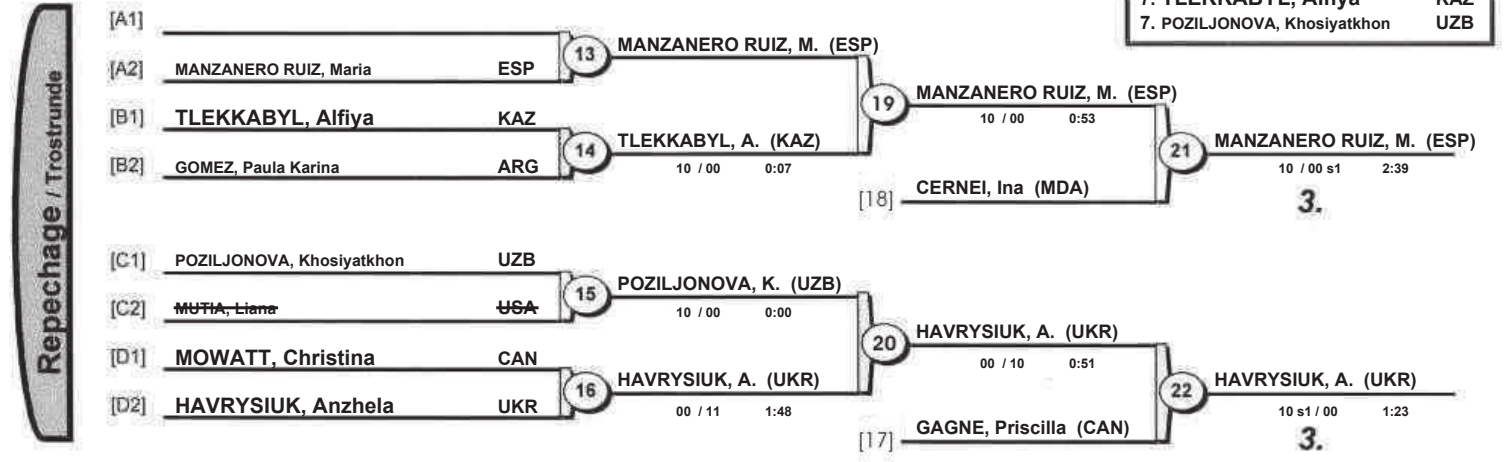 7. TLEKKABYL, Alfiya KAZ
7. POZILJONOVA, Khosiyatkhon UZB
Repechage / Trostrunde
[A1]
[A2] MANZANERO RUIZ, Maria ESP
13 MANZANERO RUIZ, M. (ESP)
[B1] TLEKKABYL, Alfiya KAZ
[B2] GOMEZ, Paula Karina ARG
14 TLEKKABYL, A. (KAZ)
10 / 00 0:07
19 MANZANERO RUIZ, M. (ESP)
10 / 00 0:53
[18] CERNEI, Ina (MDA)
21 MANZANERO RUIZ, M. (ESP)
10 / 00 s1 2:39
3.
[C1] POZILJONOVA, Khosiyatkhon UZB
[C2] MUTIA, Liana USA
15 POZILJONOVA, K. (UZB)
10 / 00 0:00
[D1] MOWATT, Christina CAN
[D2] HAVRYSIUK, Anzhela UKR
16 HAVRYSIUK, A. (UKR)
00 / 11 1:48
20 HAVRYSIUK, A. (UKR)
00 / 10 0:51
[17] GAGNE, Priscilla (CAN)
22 HAVRYSIUK, A. (UKR)
10 s1 / 00 1:23
3.